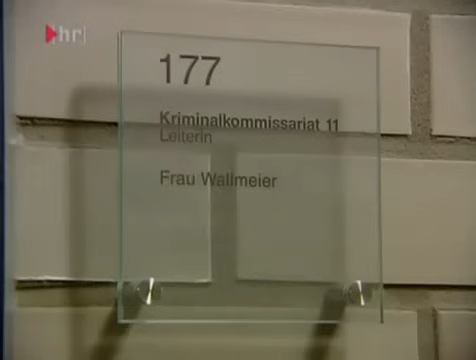 hr
177
Kriminalkommissariat 11
Leiterin
Frau Wallmeier